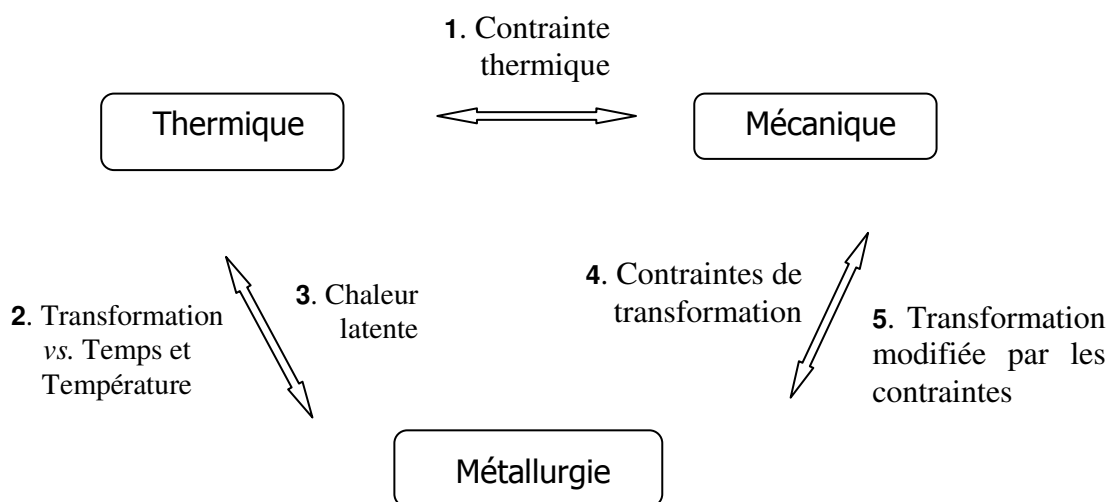 1. Contrainte
thermique
Thermique
Mécanique
2. Transformation
vs. Temps et
Température
3. Chaleur
latente
4. Contraintes de
transformation
5. Transformation
modifiée par les
contraintes
Métallurgie